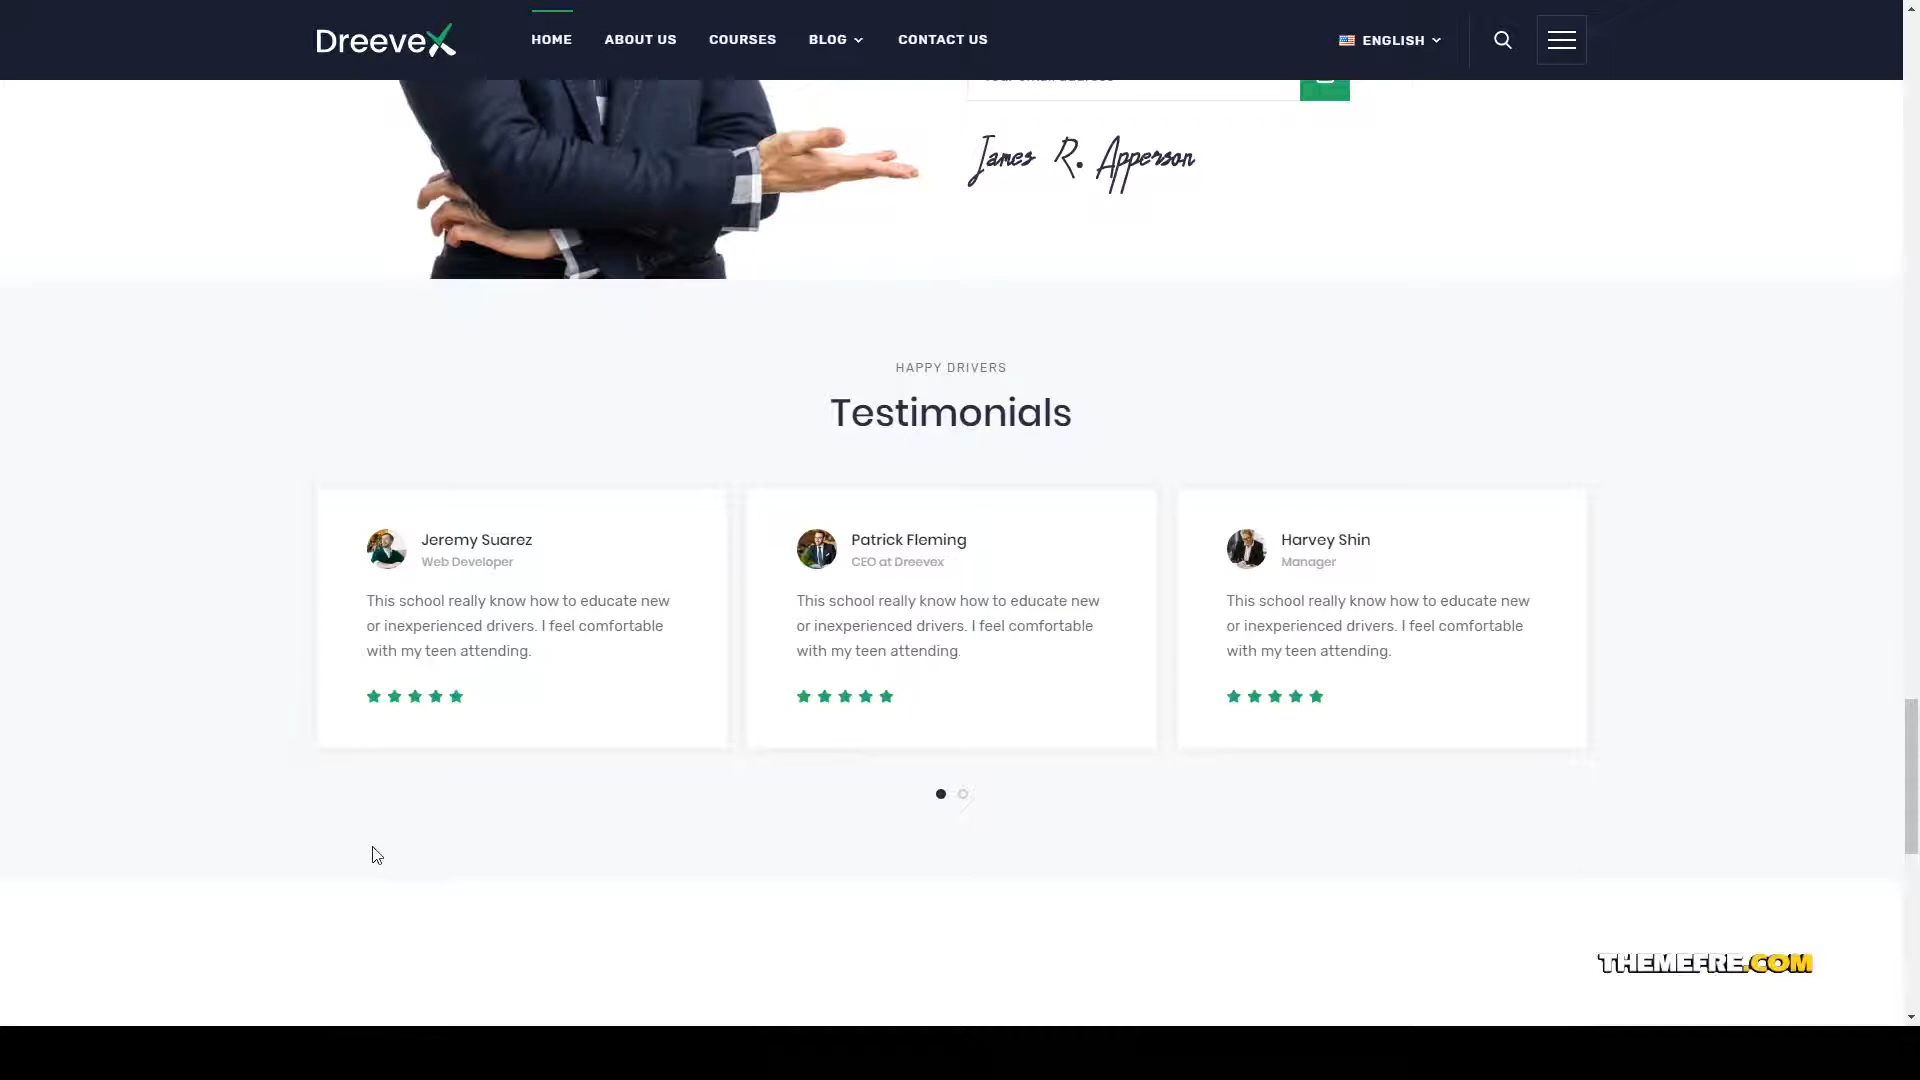 DreeveX
HOME
ABOUT US
COURSES
BLOG
CONTACT US
ENGLISH
James R. Apperson
HAPPY DRIVERS
Testimonials
Jeremy Suarez
Web Developer
This school really know how to educate new
or inexperienced drivers. I feel comfortable
with my teen attending.
Patrick Fleming
CEO at Dreevex
This school really know how to educate new
or inexperienced drivers. I feel comfortable
with my teen attending.
Harvey Shin
Manager
This school really know how to educate new
or inexperienced drivers. I feel comfortable
with my teen attending.
THEMEFRE.COM